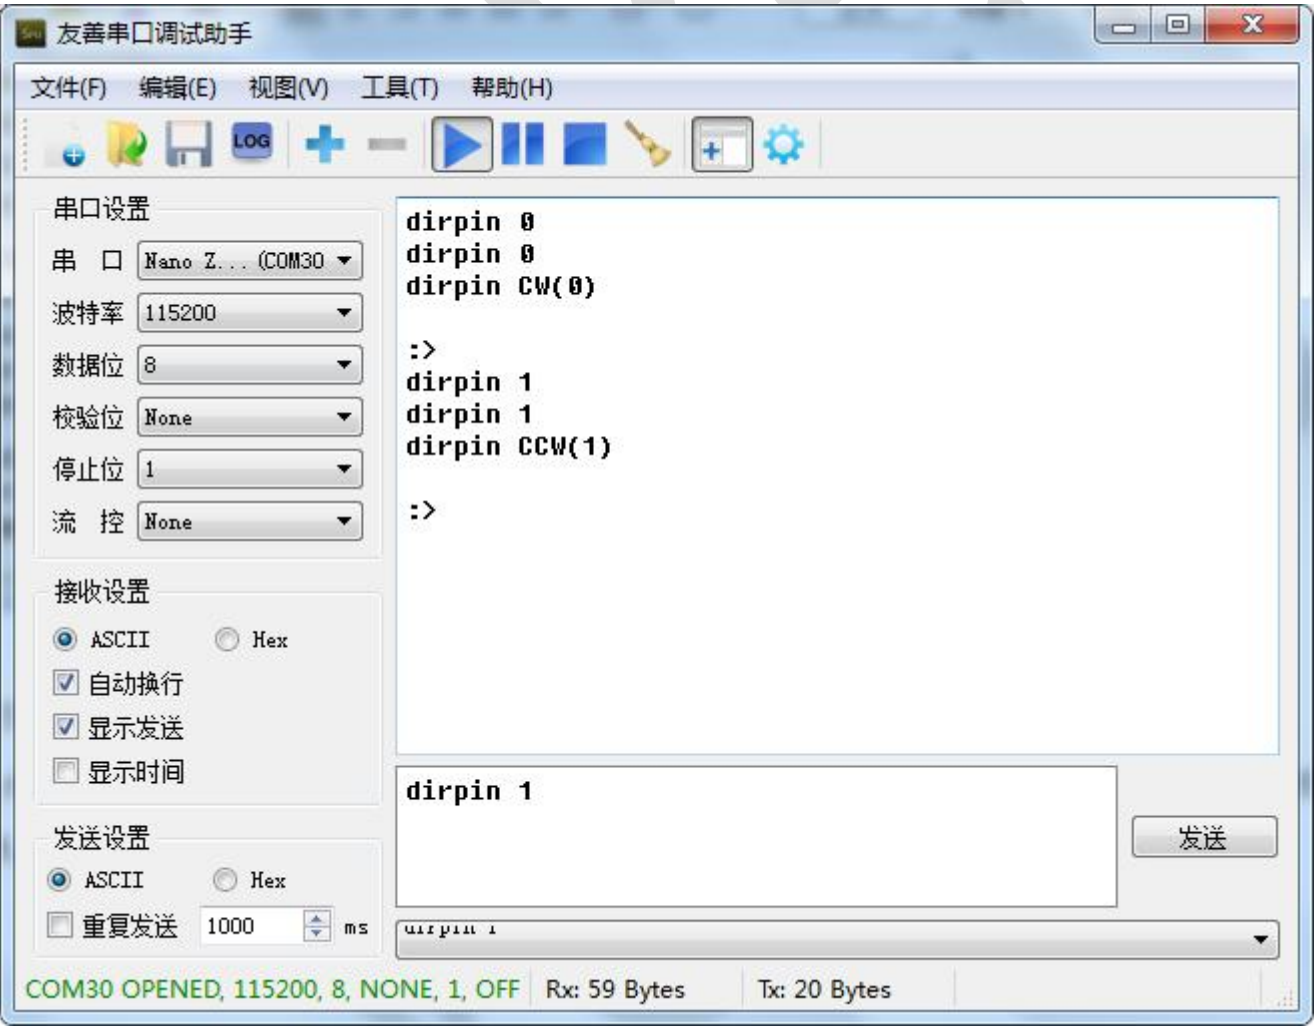 友善串口调试助手
文件(F) 编辑(E) 视图(V) 工具(T) 帮助(H)
LOG
串口设置
串 口 Nano Z... (COM30
波特率 115200
数据位 8
校验位 None
停止位 1
流 控 None
接收设置
ASCII Hex
自动换行
显示发送
显示时间
发送设置
ASCII Hex
重复发送 1000 ms
dirpin 0
dirpin 0
dirpin CW(0)
:>
dirpin 1
dirpin 1
dirpin CCW(1)
:>
dirpin 1
发送
dirpin 1
COM30 OPENED, 115200, 8, NONE, 1, OFF Rx: 59 Bytes Tx: 20 Bytes